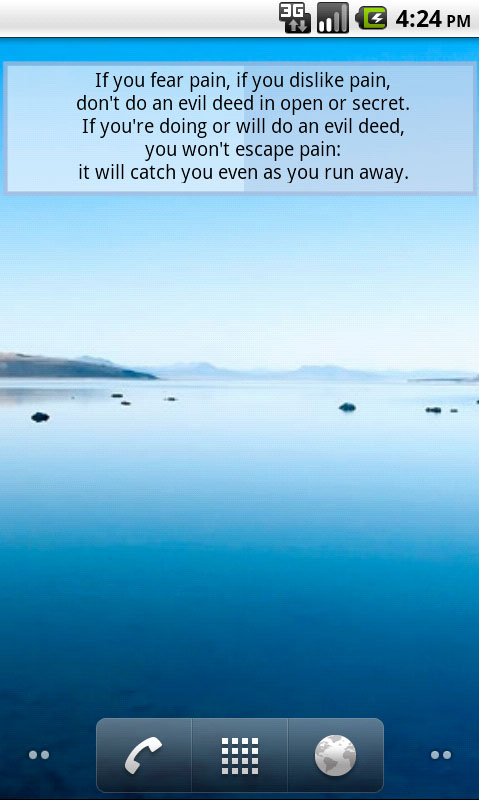 3G
4:24 PM
If you fear pain, if you dislike pain,
don't do an evil deed in open or secret.
If you're doing or will do an evil deed,
you won't escape pain:
it will catch you even as you run away.